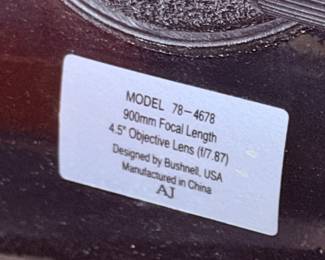 MODEL 78-4678
900mm Focal Length
4.5" Objective Lens (f/7.87)
Designed by Bushnell, USA
Manufactured in China
AJ